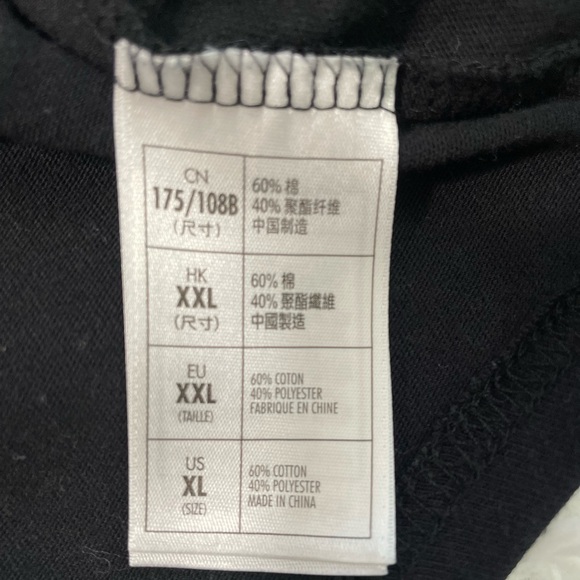 CN
175/108B
(尺寸)
60% 棉
40% 聚酯纤维
中国制造
HK
XXL
(尺寸)
60% 棉
40% 聚酯纖維
中國製造
EU
XXL
(TAILLE)
60% COTON
40% POLYESTER
FABRIQUE EN CHINE
US
XL
(SIZE)
60% COTTON
40% POLYESTER
MADE IN CHINA